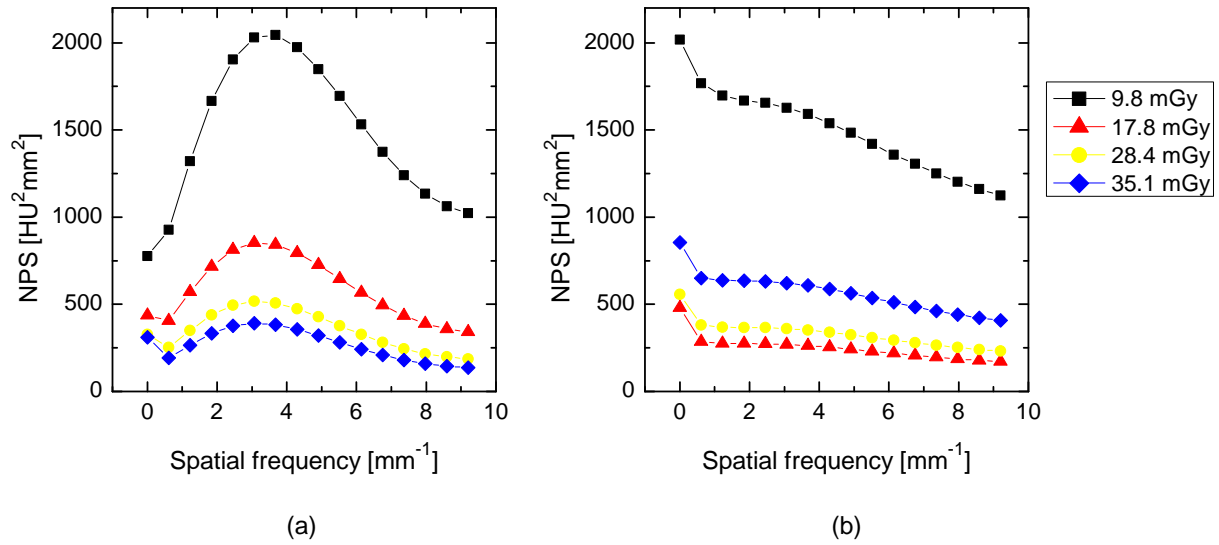 NPS [HU²mm²]
2000
1500
1000
500
0
0 2 4 6 8 10
Spatial frequency [mm⁻¹]
(a)
NPS [HU²mm²]
2000
1500
1000
500
0
0 2 4 6 8 10
Spatial frequency [mm⁻¹]
(b)
9.8 mGy
17.8 mGy
28.4 mGy
35.1 mGy